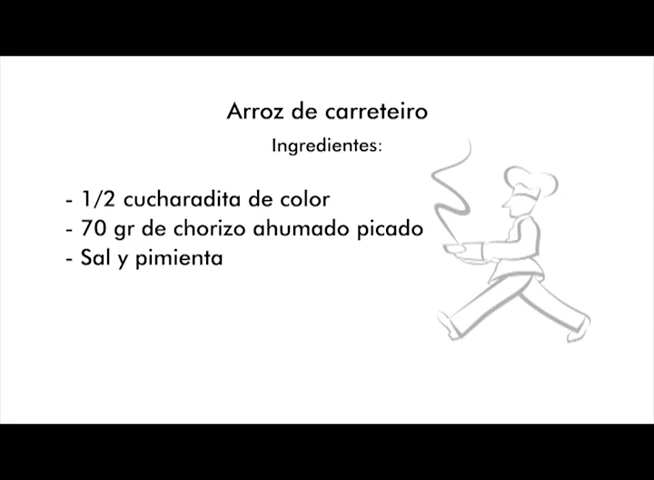 Arroz de carreteiro
Ingredientes:
- 1/2 cucharadita de color
- 70 gr de chorizo ahumado picado
- Sal y pimienta